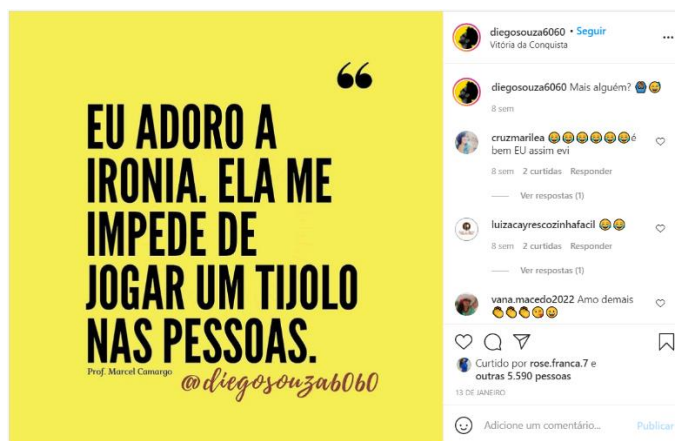 “
EU ADORO A
IRONIA. ELA ME
IMPEDE DE
JOGAR UM TIJOLO
NAS PESSOAS.
Prof. Marcel Camargo
@diegosouza6060
diegosouza6060 • Seguir
Vitória da Conquista
diegosouza6060 Mais alguém? 🙆🏿‍♂️😅
8 sem
cruzmarilea 😂😂😂😂😂😂é
bem EU assim evi
8 sem 2 curtidas Responder
Ver respostas (1)
luizacayrescozinhafacil 😂😂
8 sem 2 curtidas Responder
Ver respostas (1)
vana.macedo2022 Amo demais
👏👏👏😘😀
Curtido por rose.franca.7 e
outras 5.590 pessoas
13 DE JANEIRO
Adicione um comentário...
Publicar